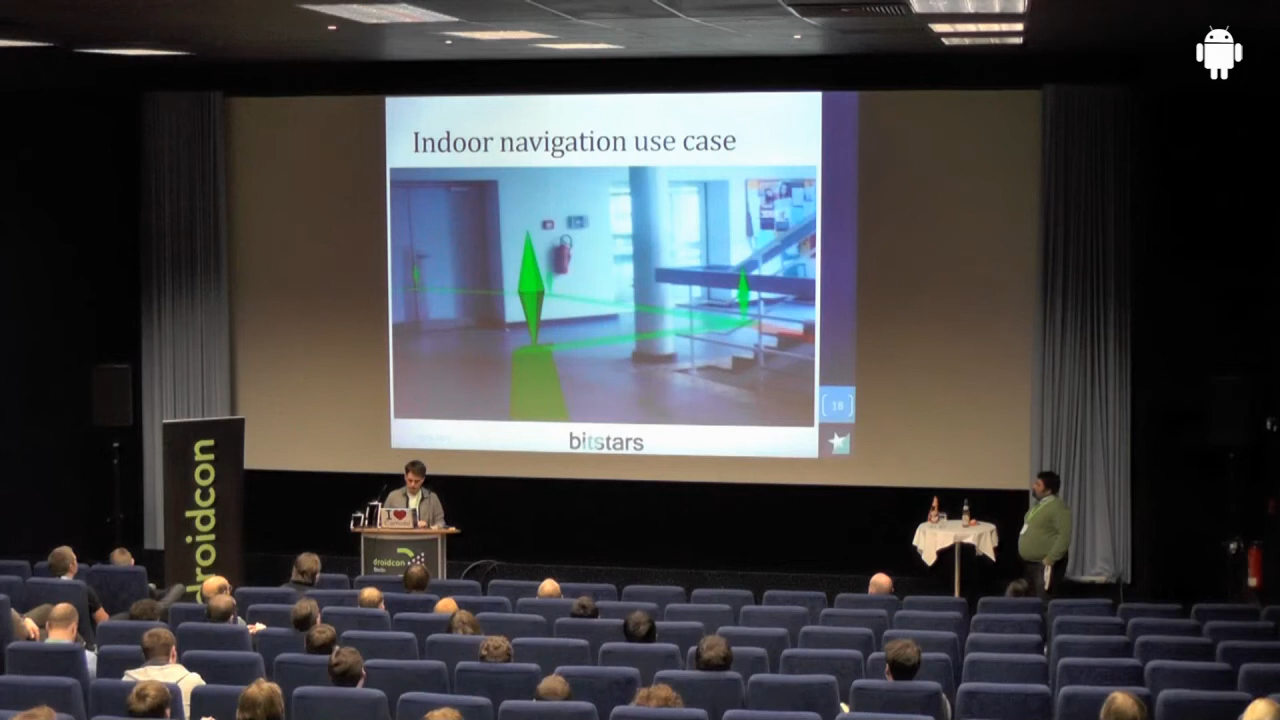 Indoor navigation use case
18
bitstars
droidcon
I ❤
droidcon